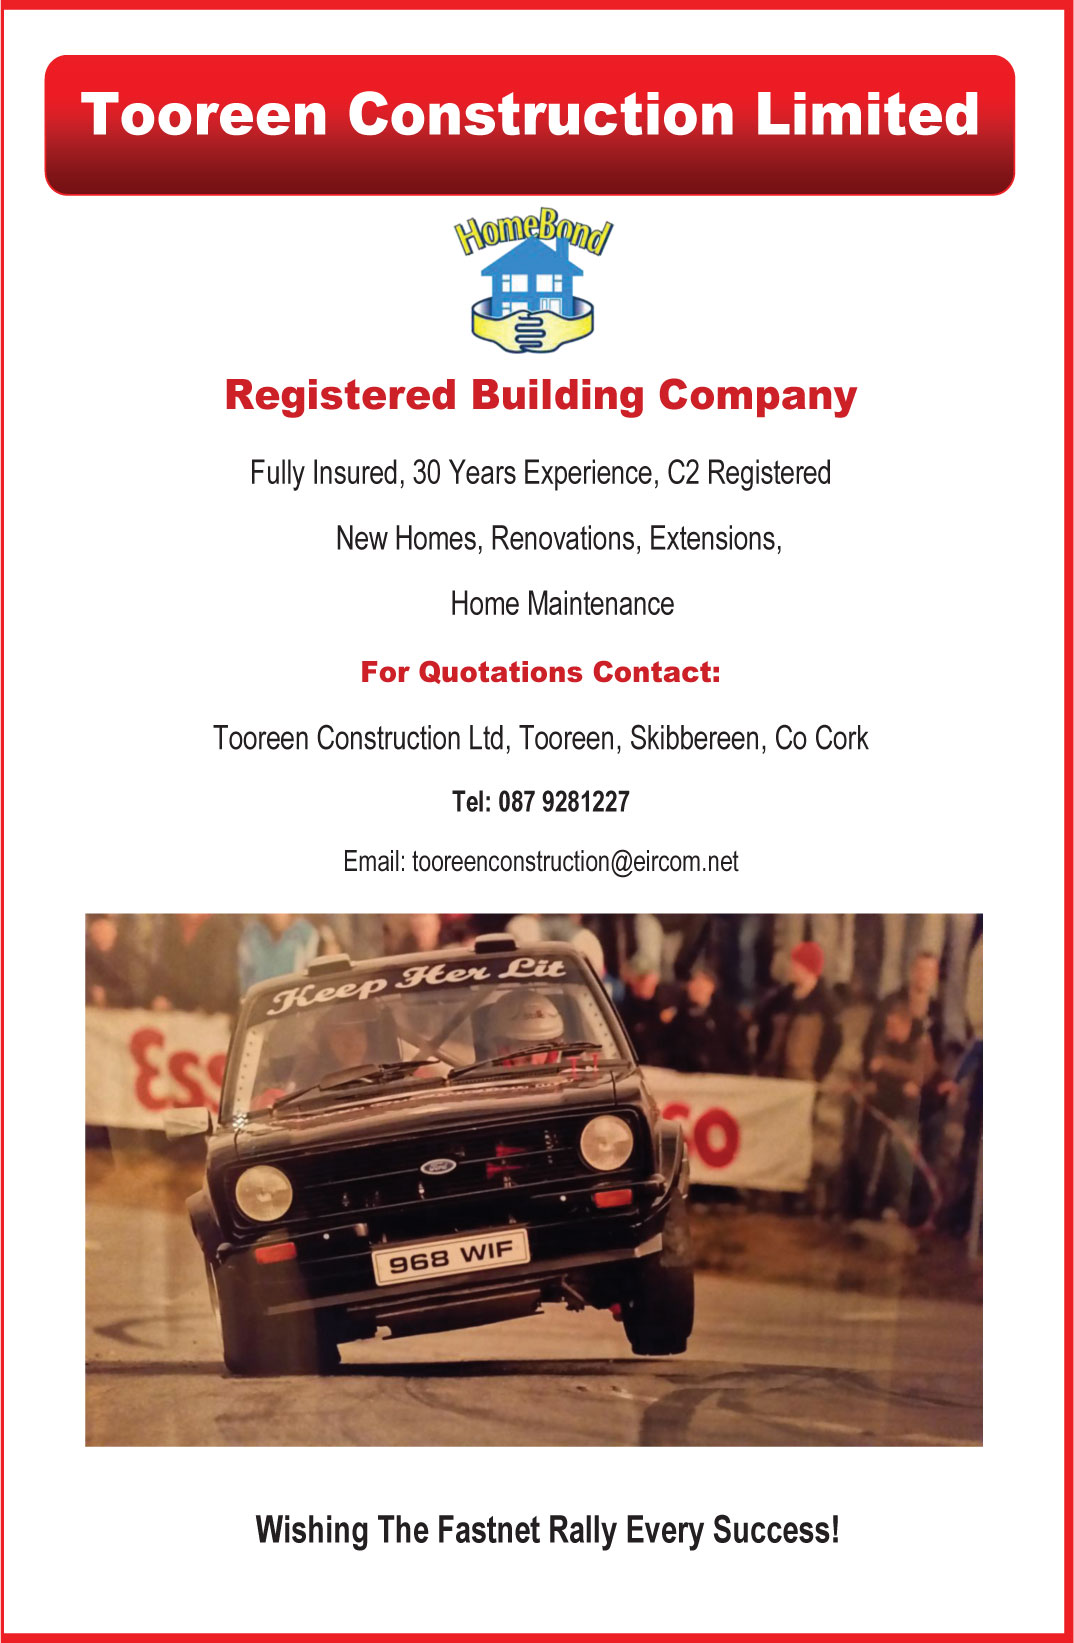 Tooreen Construction Limited
HomeBond
Registered Building Company
Fully Insured, 30 Years Experience, C2 Registered
New Homes, Renovations, Extensions,
Home Maintenance
For Quotations Contact:
Tooreen Construction Ltd, Tooreen, Skibbereen, Co Cork
Tel: 087 9281227
Email: tooreenconstruction@eircom.net
Keep Her Lit
Ford
968 WIF
Wishing The Fastnet Rally Every Success!